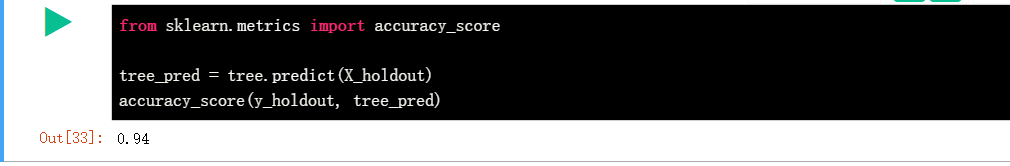 from sklearn.metrics import accuracy_score
tree_pred = tree.predict(X_holdout)
accuracy_score(y_holdout, tree_pred)
Out[33]: 0.94